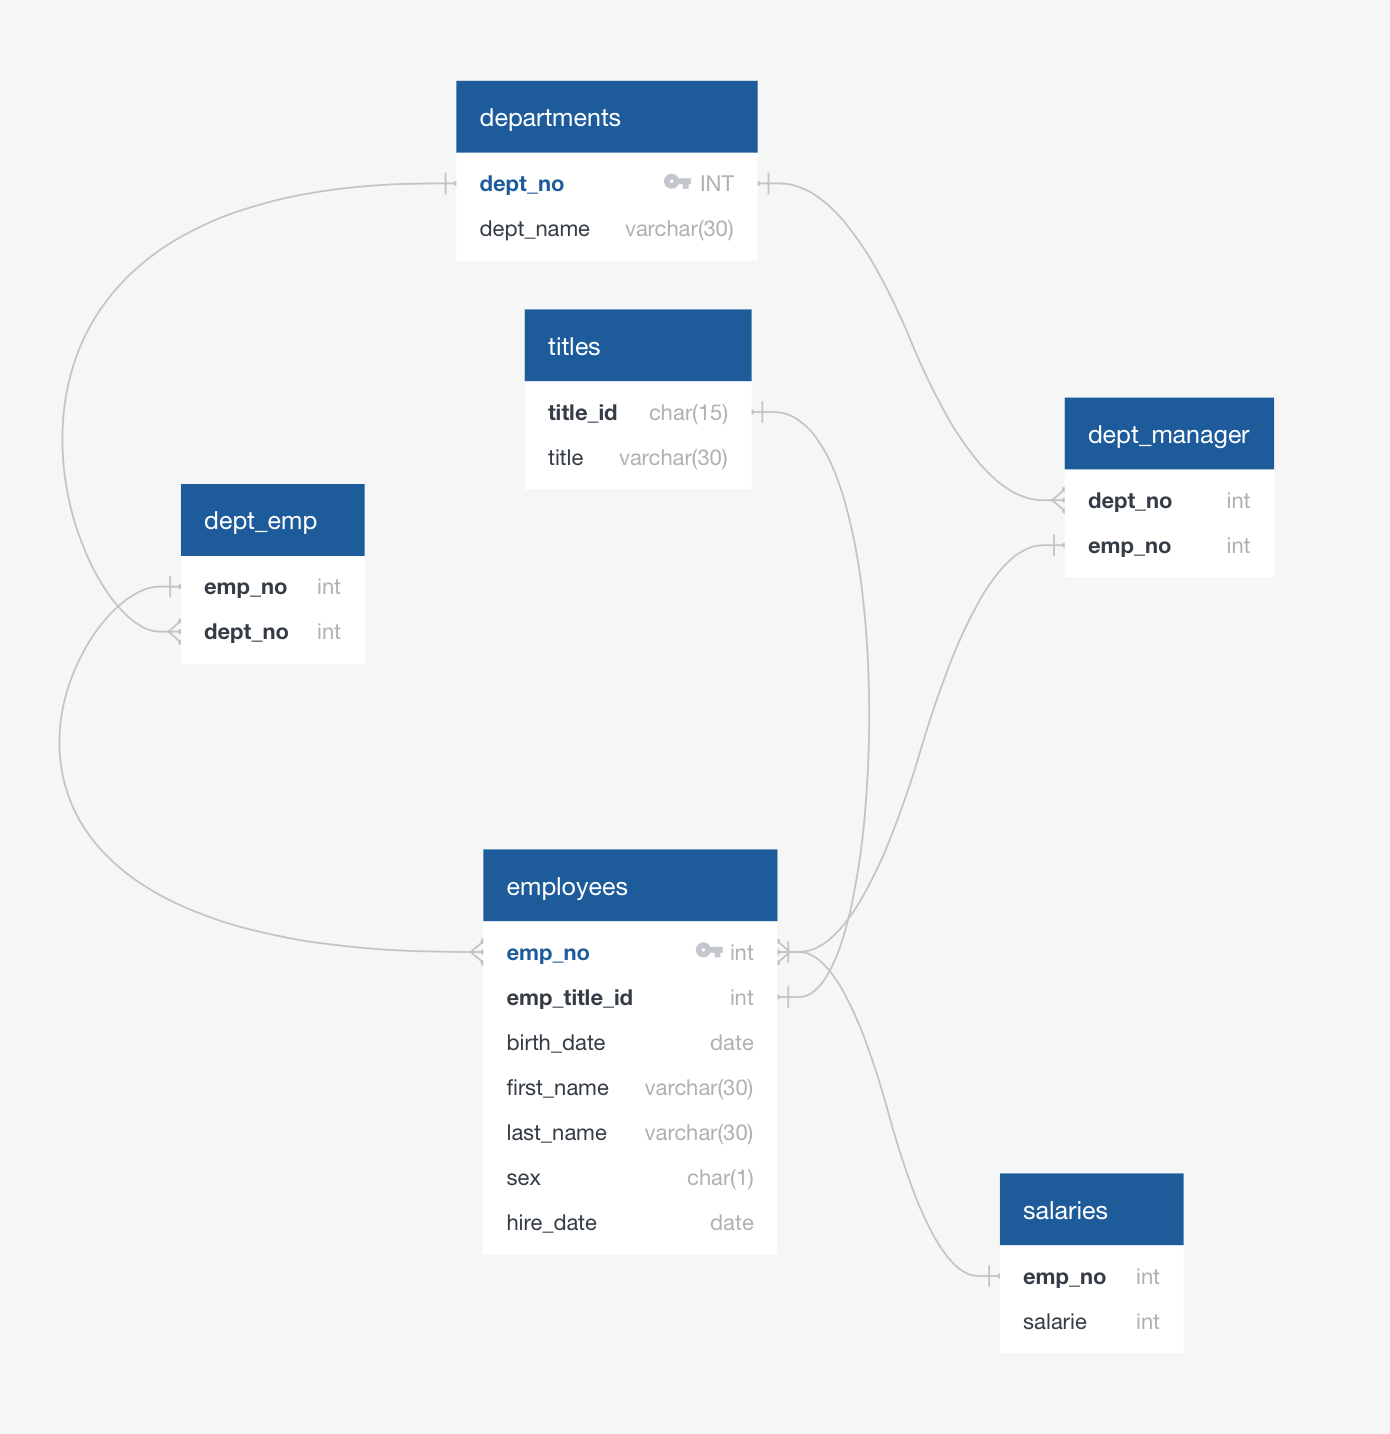 departments
dept_no INT
dept_name varchar(30)
titles
title_id char(15)
title varchar(30)
dept_manager
dept_no int
emp_no int
dept_emp
emp_no int
dept_no int
employees
emp_no int
emp_title_id int
birth_date date
first_name varchar(30)
last_name varchar(30)
sex char(1)
hire_date date
salaries
emp_no int
salarie int